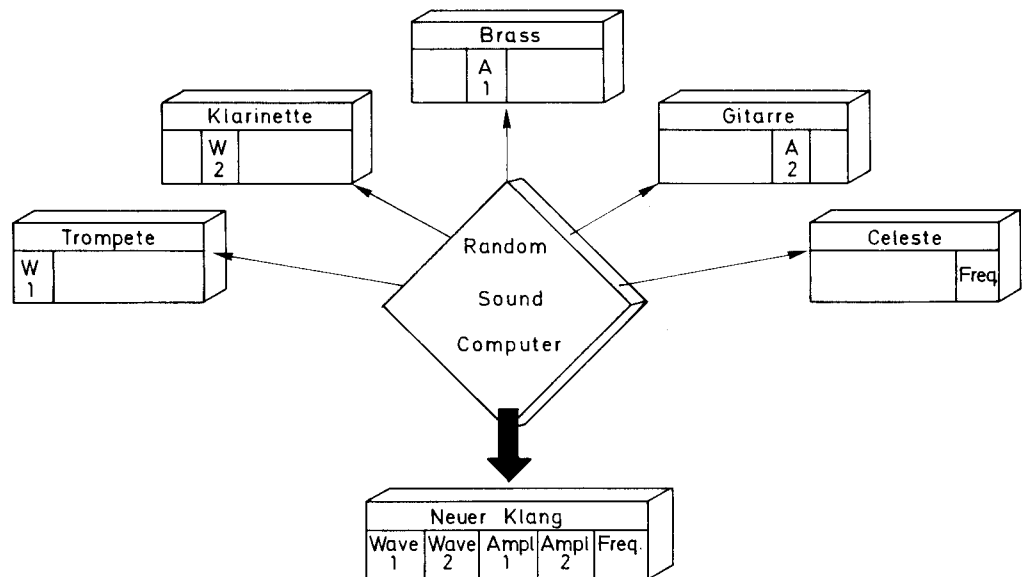 Brass
A
1
Klarinette
W
2
Gitarre
A
2
Trompete
W
1
Celeste
Freq.
Random
Sound
Computer
Neuer Klang
Wave Wave Ampl Ampl Freq.
1 2 1 2